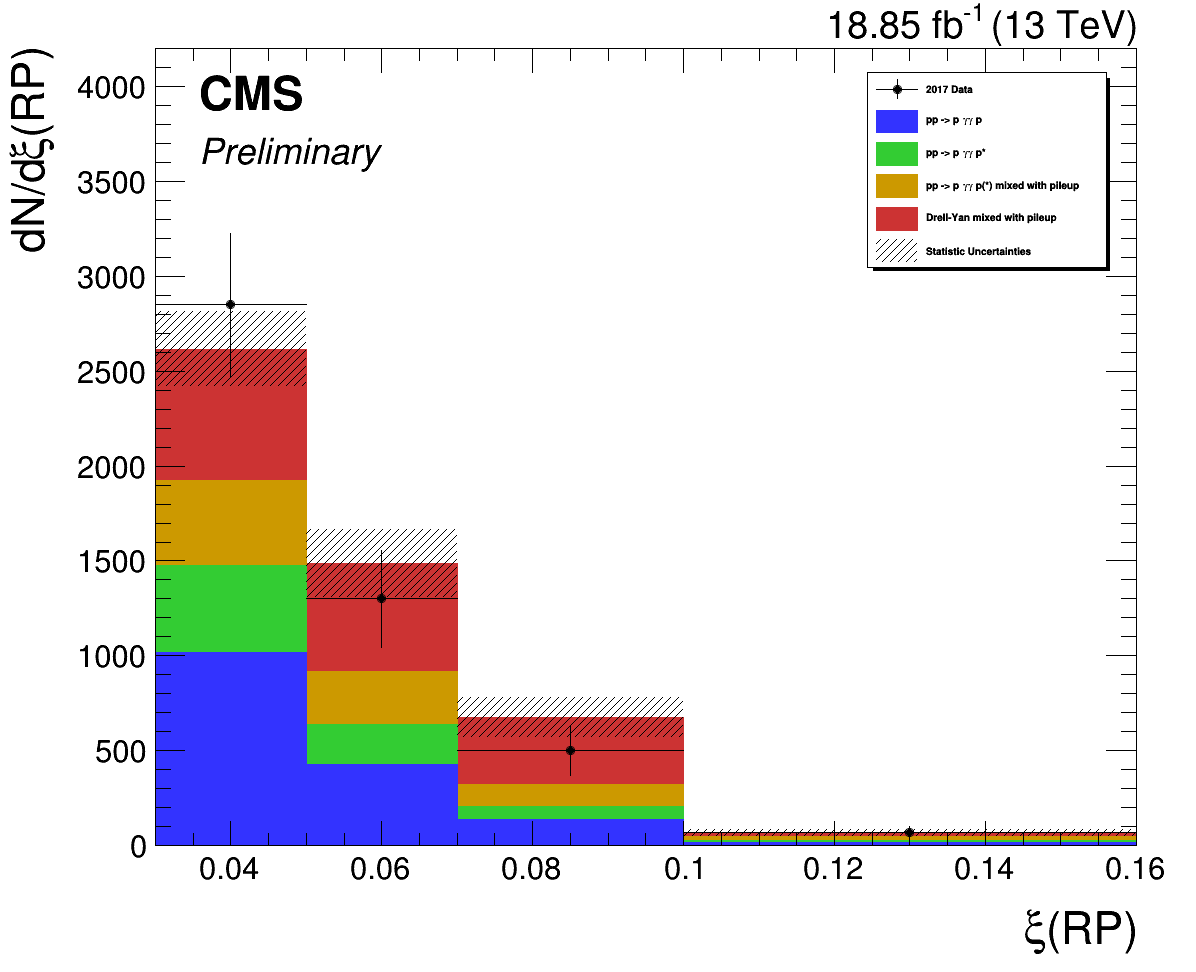 18.85 fb⁻¹ (13 TeV)
dN/dξ(RP)
CMS
Preliminary
2017 Data
pp -> p γγ p
pp -> p γγ p*
pp -> p γγ p(*) mixed with pileup
Drell-Yan mixed with pileup
Statistic Uncertainties
4000
3500
3000
2500
2000
1500
1000
500
0
0.04 0.06 0.08 0.1 0.12 0.14 0.16
ξ(RP)